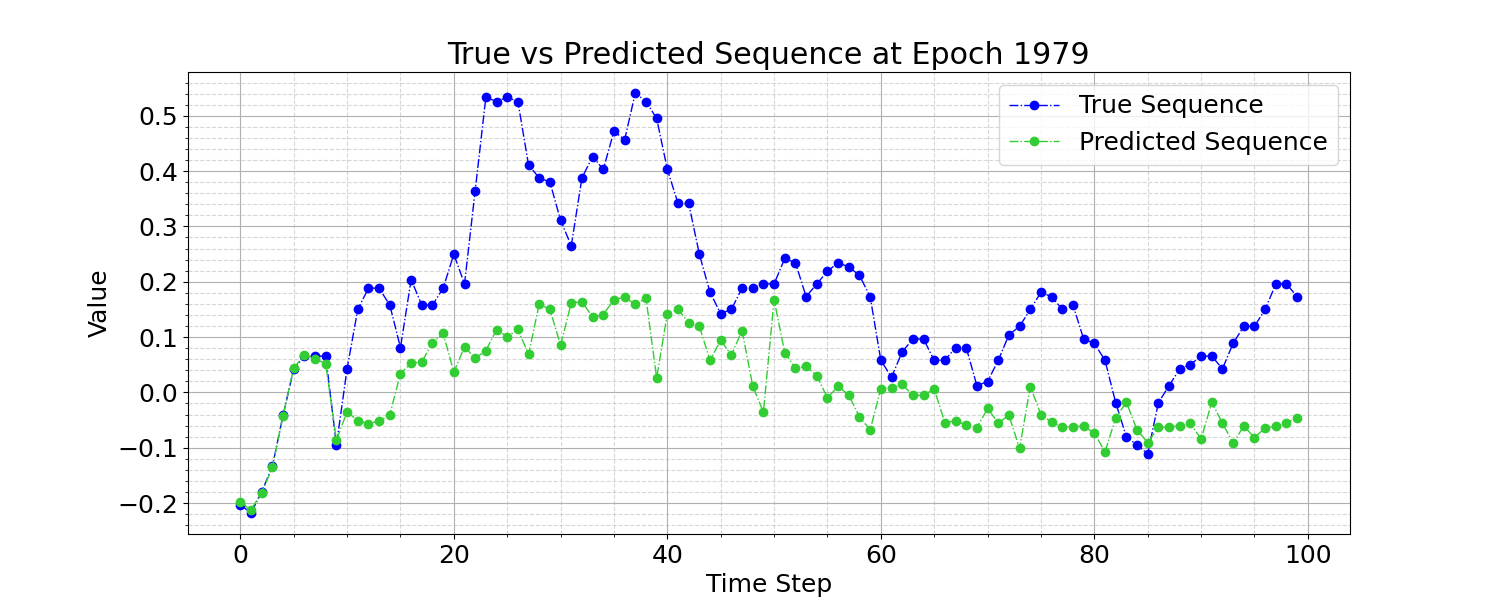 True vs Predicted Sequence at Epoch 1979
True Sequence
Predicted Sequence
Value
0.5
0.4
0.3
0.2
0.1
0.0
−0.1
−0.2
0 20 40 60 80 100
Time Step